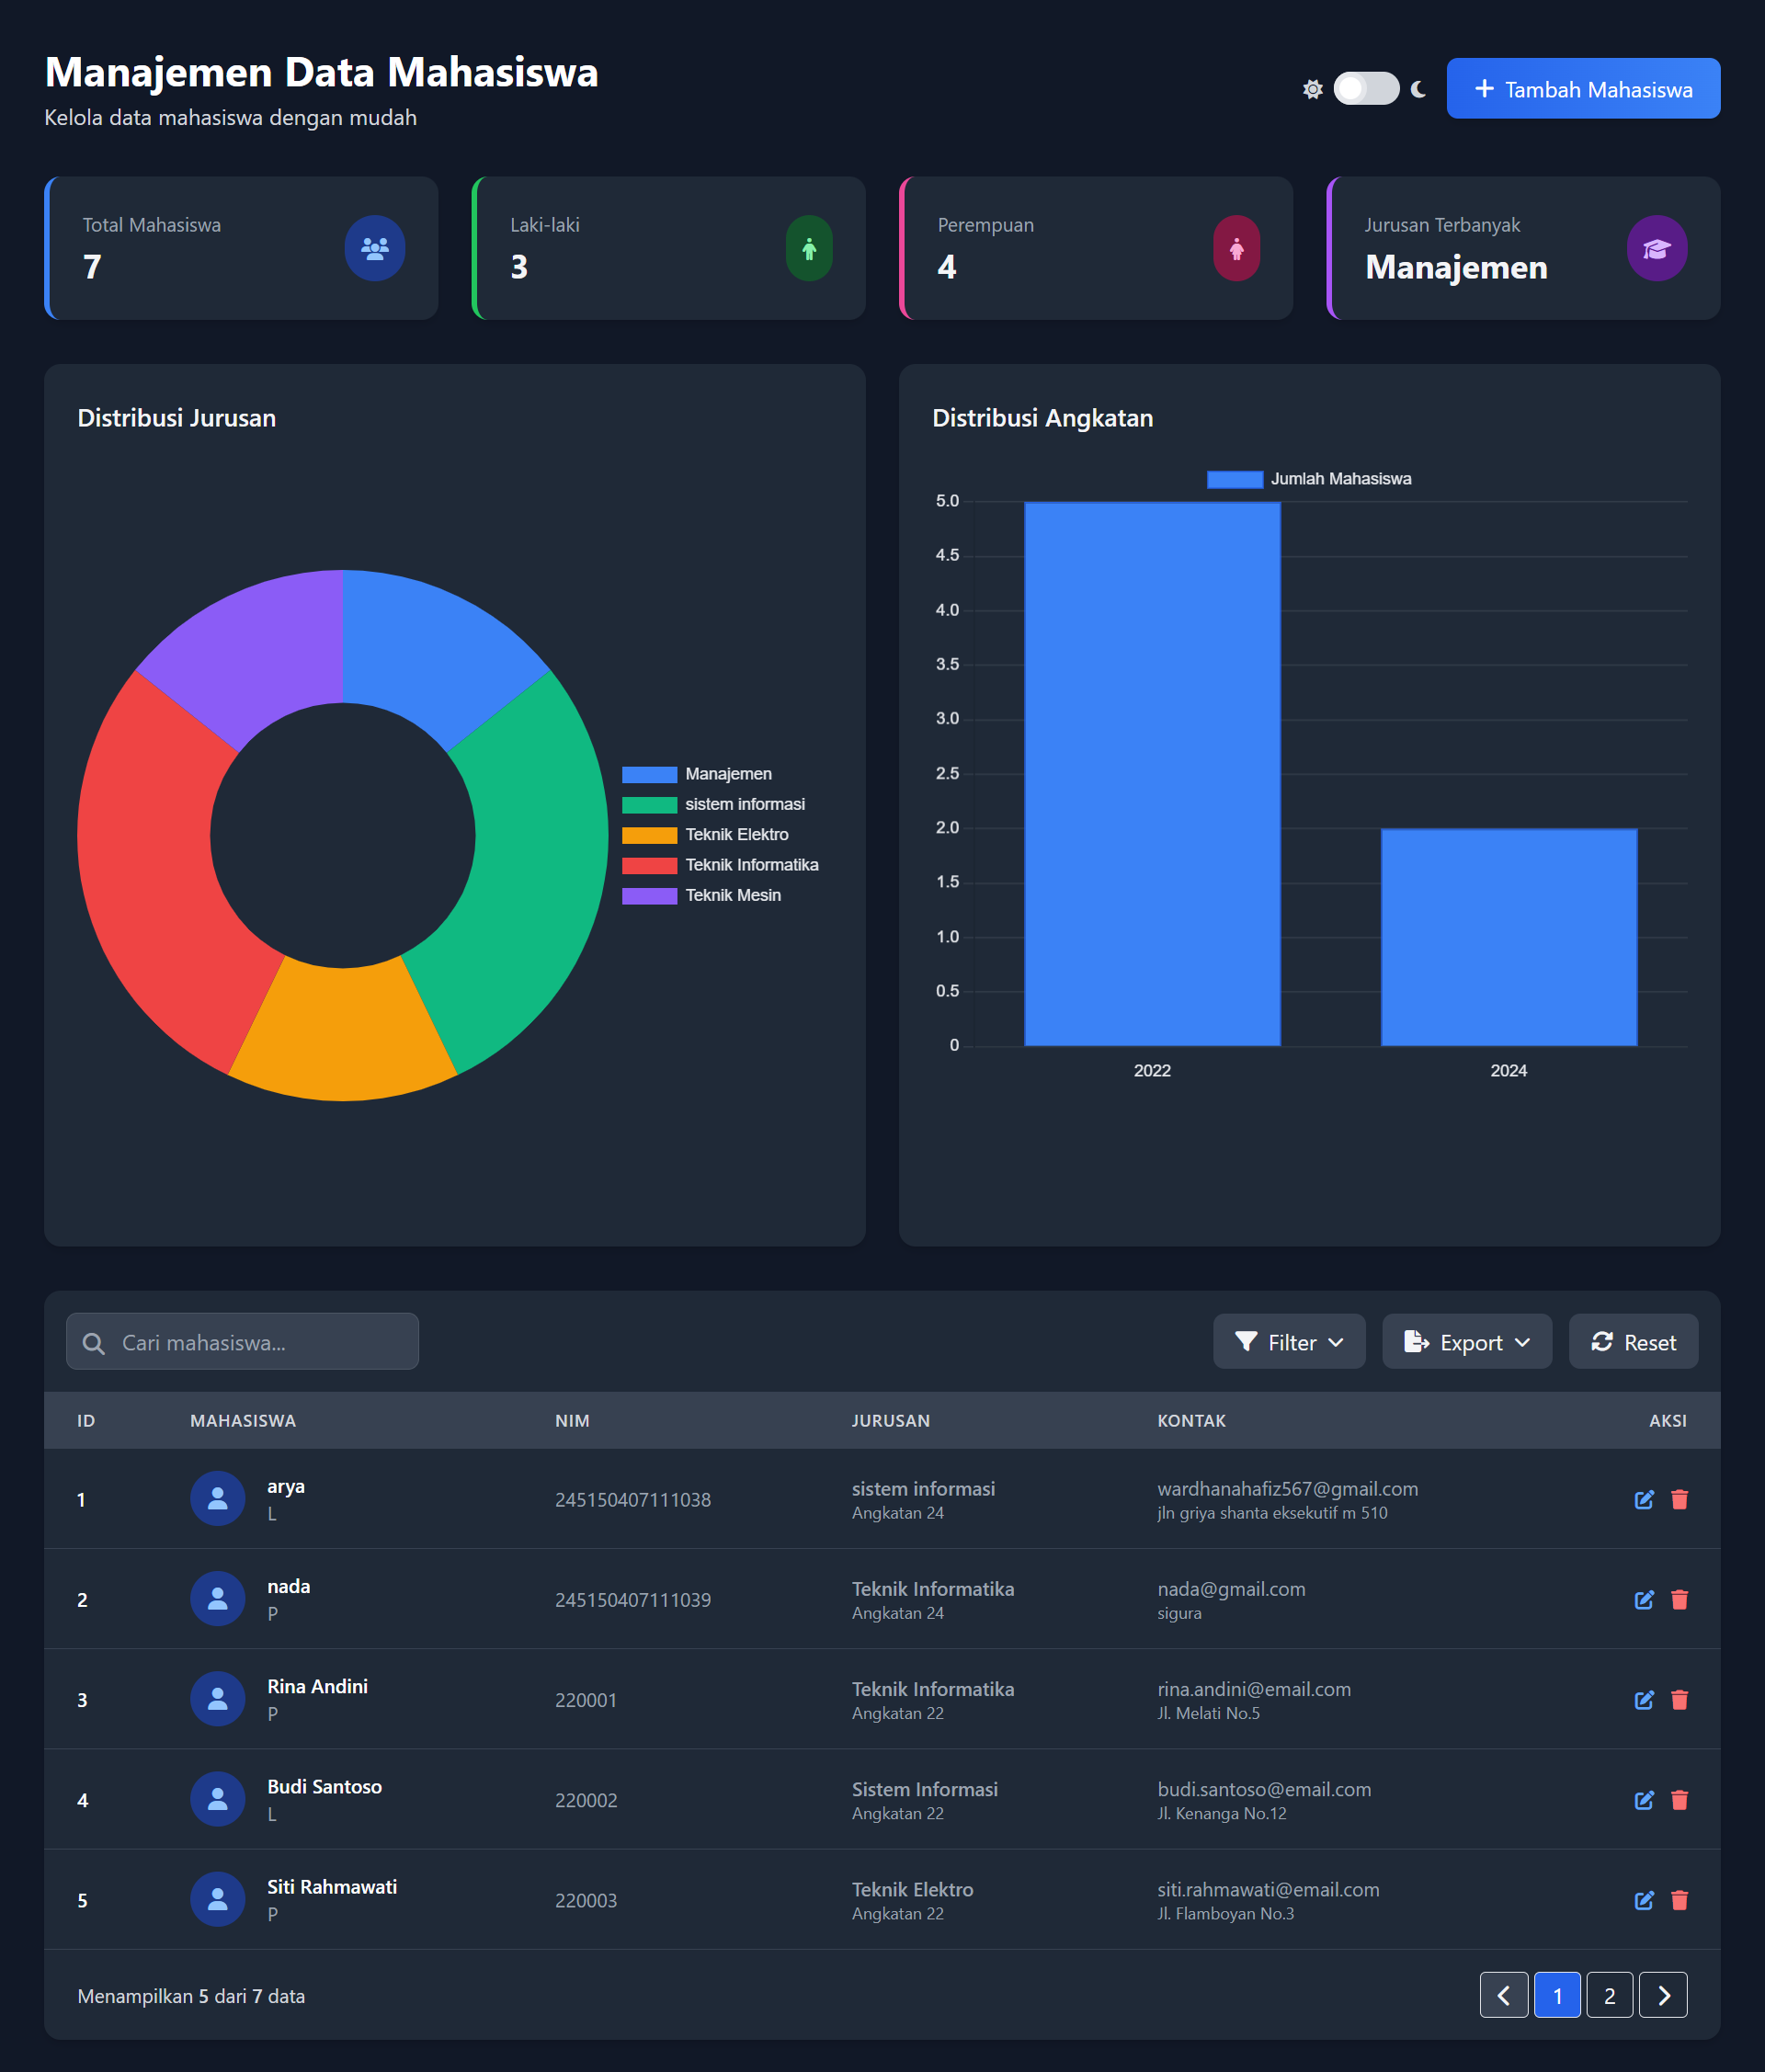 Manajemen Data Mahasiswa
Kelola data mahasiswa dengan mudah
Tambah Mahasiswa
Total Mahasiswa
7
Laki-laki
3
Perempuan
4
Jurusan Terbanyak
Manajemen
Distribusi Jurusan
Manajemen
sistem informasi
Teknik Elektro
Teknik Informatika
Teknik Mesin
Distribusi Angkatan
Jumlah Mahasiswa
5.0
4.5
4.0
3.5
3.0
2.5
2.0
1.5
1.0
0.5
0
2022 2024
Cari mahasiswa...
Filter Export Reset
ID MAHASISWA NIM JURUSAN KONTAK AKSI
1 arya 245150407111038 sistem informasi wardhanahafiz567@gmail.com
L Angkatan 24 jln griya shanta eksekutif m 510
2 nada 245150407111039 Teknik Informatika nada@gmail.com
P Angkatan 24 sigura
3 Rina Andini 220001 Teknik Informatika rina.andini@email.com
P Angkatan 22 Jl. Melati No.5
4 Budi Santoso 220002 Sistem Informasi budi.santoso@email.com
L Angkatan 22 Jl. Kenanga No.12
5 Siti Rahmawati 220003 Teknik Elektro siti.rahmawati@email.com
P Angkatan 22 Jl. Flamboyan No.3
Menampilkan 5 dari 7 data
1 2